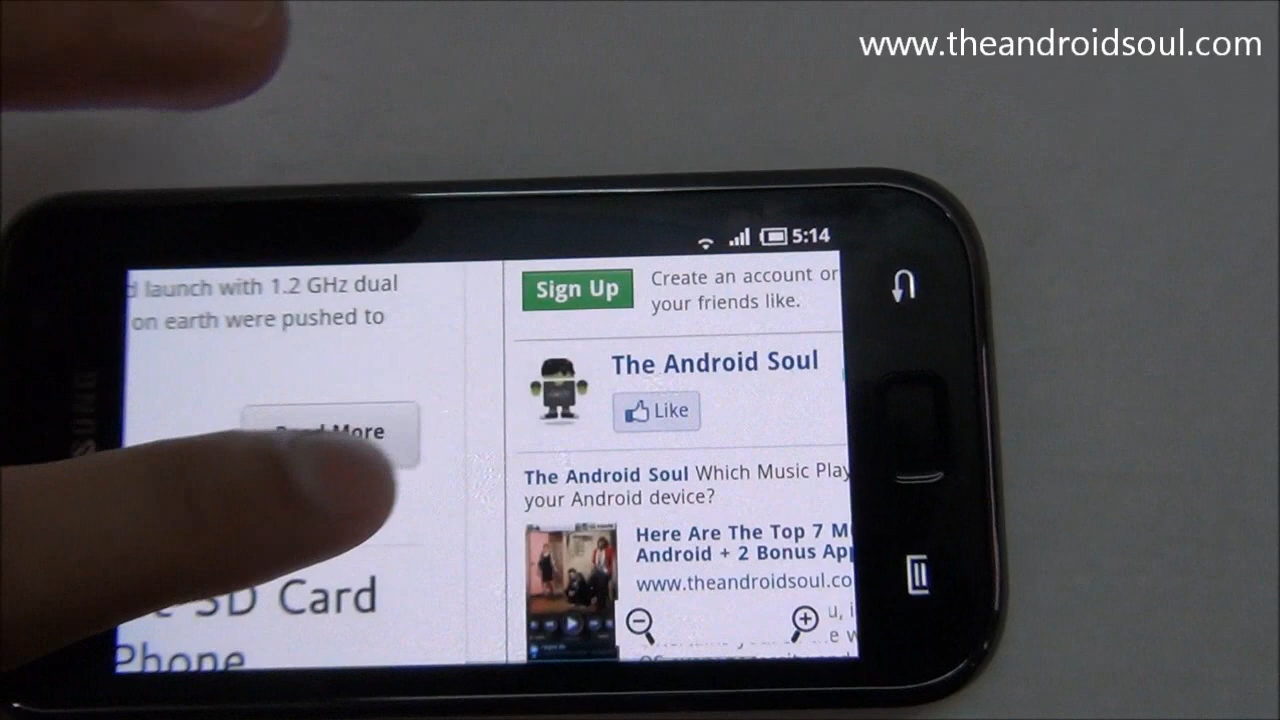 www.theandroidsoul.com
5:14
launch with 1.2 GHz dual
on earth were pushed to
More
SD Card
Phone
Sign Up
Create an account or
your friends like.
The Android Soul
Like
The Android Soul Which Music Play
your Android device?
Here Are The Top 7 M
Android + 2 Bonus App
www.theandroidsoul.co
u, i
e w
SUNG